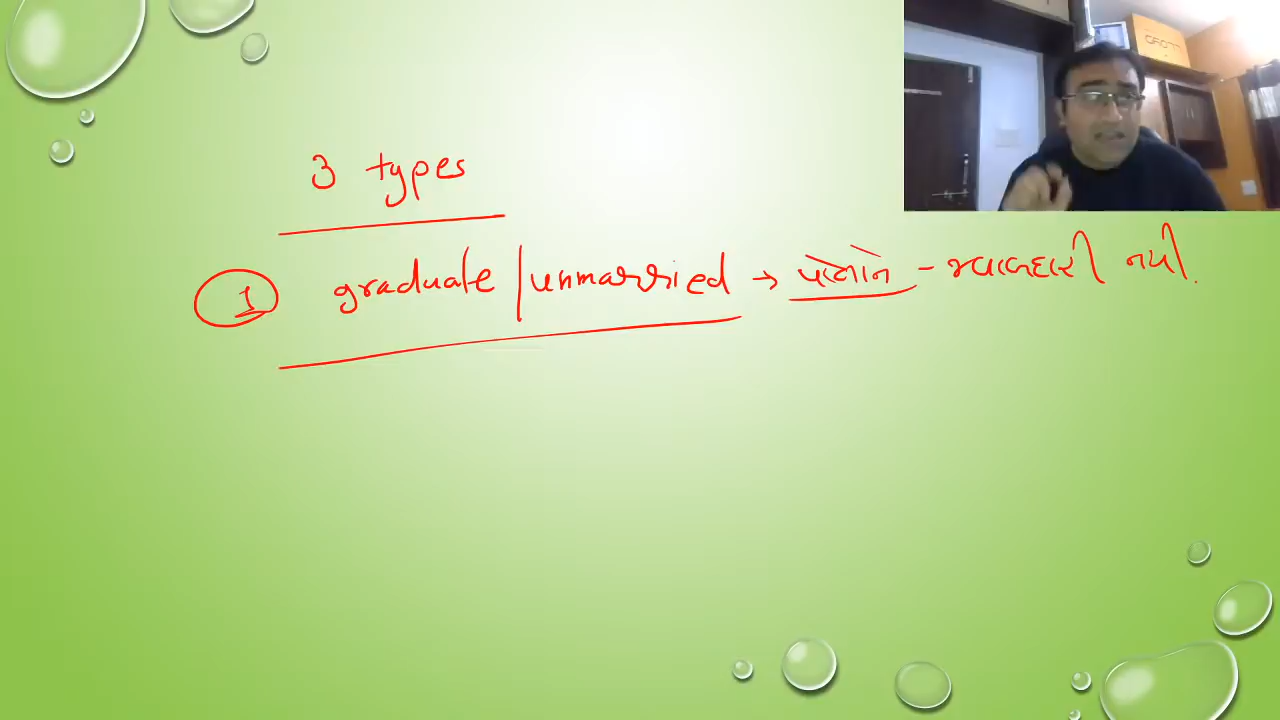 3 types
1 graduate | unmarried → - જવાબદારી નથી.